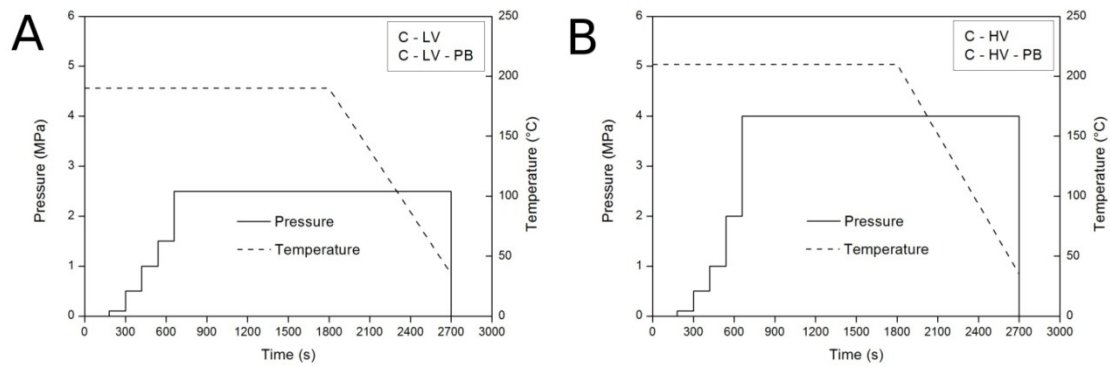 A
C - LV
C - LV - PB
Pressure (MPa)
6
5
4
3
2
1
0
Temperature (°C)
250
200
150
100
50
0
Pressure
Temperature
0 300 600 900 1200 1500 1800 2100 2400 2700 3000
Time (s)
B
C - HV
C - HV - PB
Pressure (MPa)
6
5
4
3
2
1
0
Temperature (°C)
250
200
150
100
50
0
Pressure
Temperature
0 300 600 900 1200 1500 1800 2100 2400 2700 3000
Time (s)